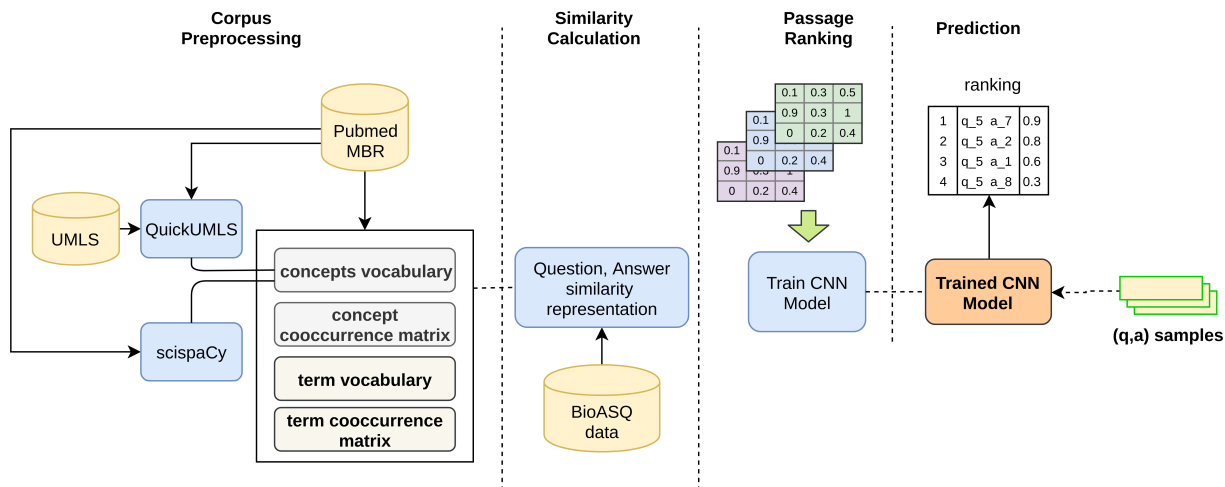 Corpus
Preprocessing
Similarity
Calculation
Passage
Ranking
Prediction
Pubmed
MBR
UMLS
QuickUMLS
scispaCy
concepts vocabulary
concept
cooccurrence matrix
term vocabulary
term cooccurrence
matrix
Question, Answer
similarity
representation
BioASQ
data
0.1 0.3 0.5
0.9 0.3 1
0 0.2 0.4
0.1
0.9
0 0.2 0.4
0.1
0.9 1
0 0.2 0.4
Train CNN
Model
ranking
1 q_5 a_7 0.9
2 q_5 a_2 0.8
3 q_5 a_1 0.6
4 q_5 a_8 0.3
Trained CNN
Model
(q,a) samples